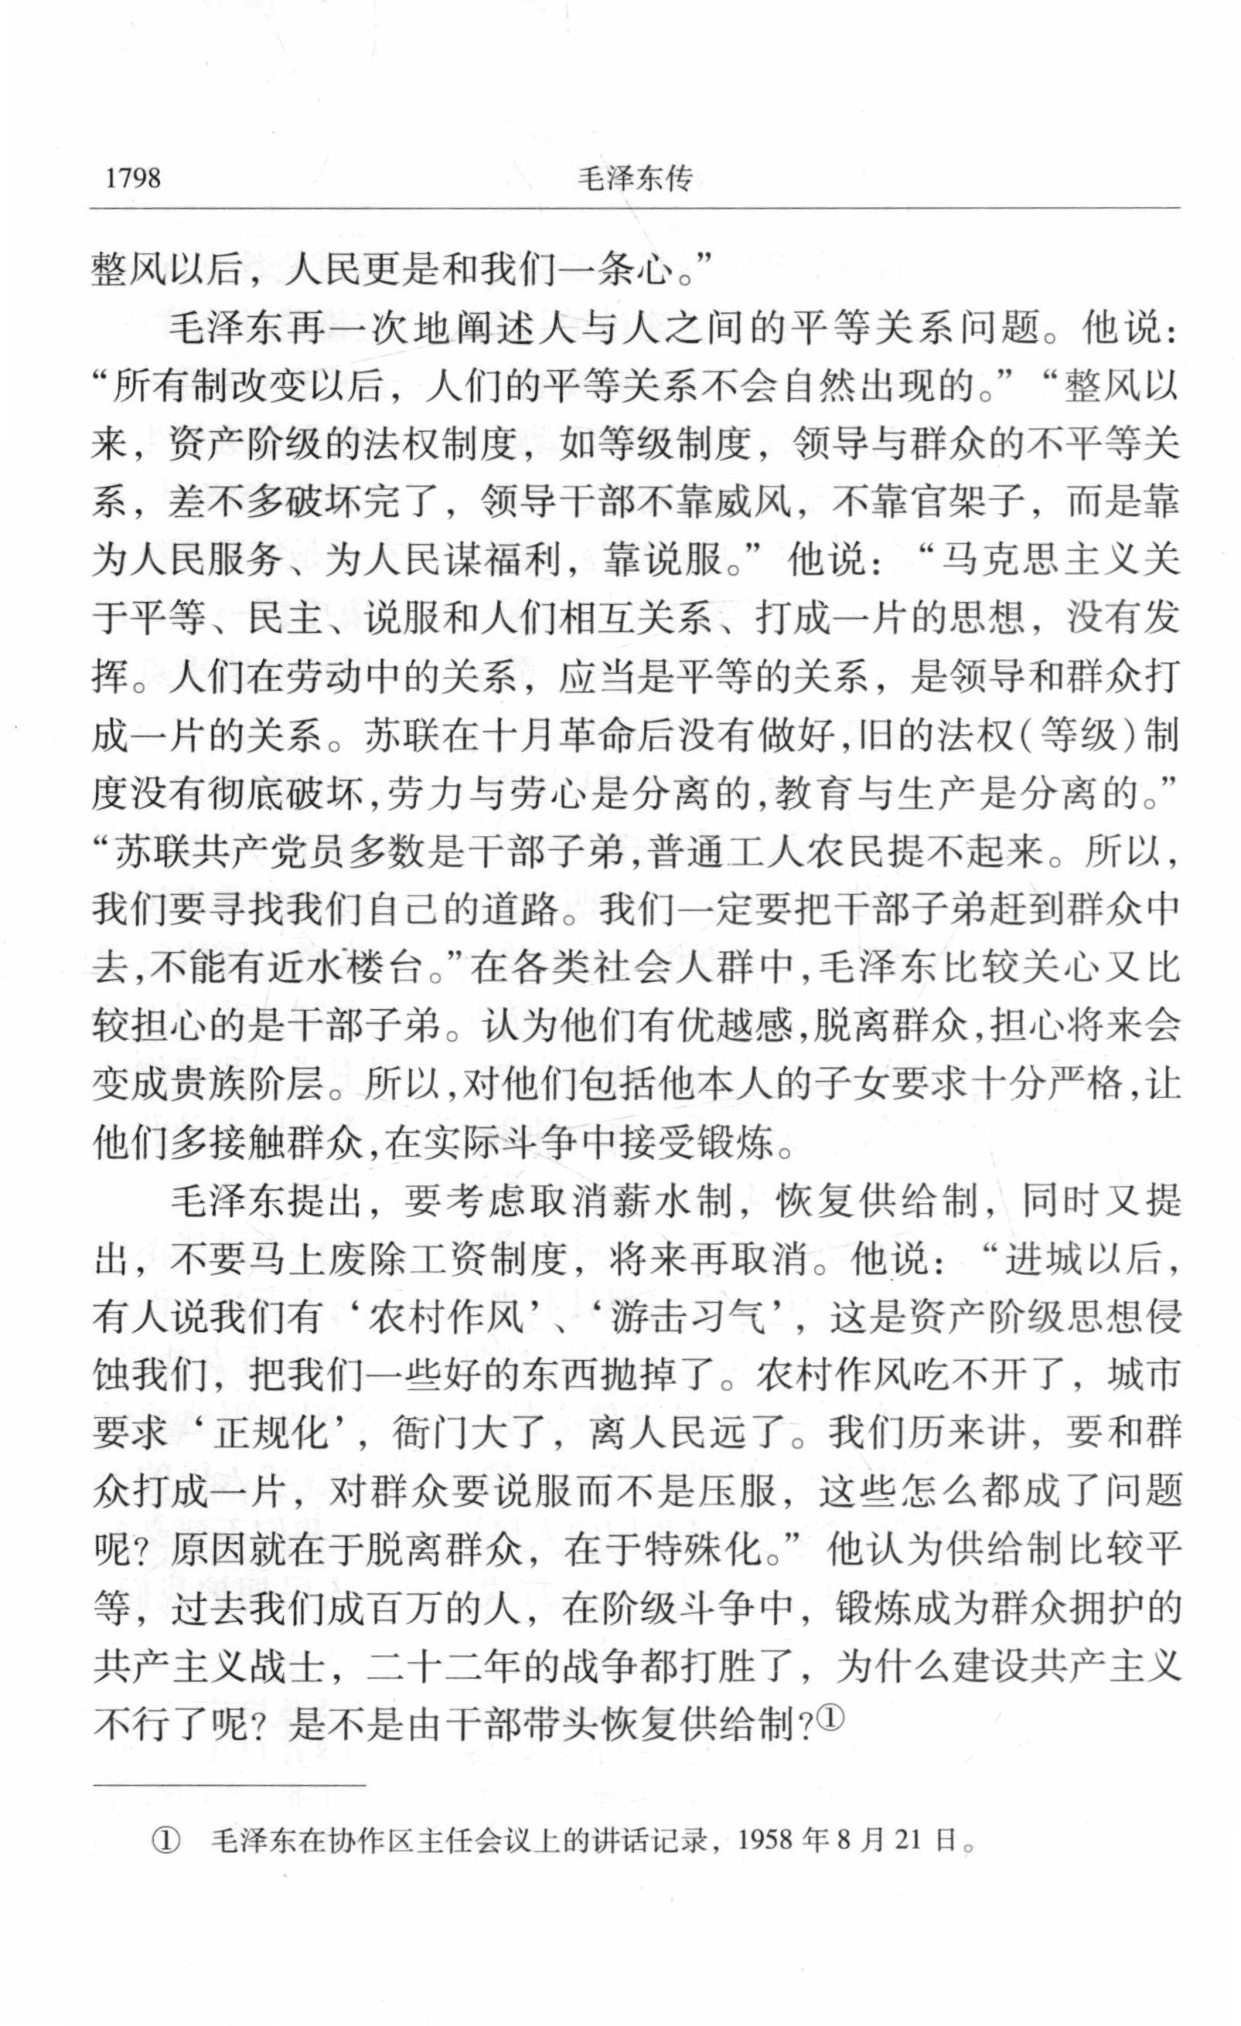 1798
毛泽东传
整风以后，人民更是和我们一条心。”
毛泽东再一次地阐述人与人之间的平等关系问题。他说：
“所有制改变以后，人们的平等关系不会自然出现的。”“整风以
来，资产阶级的法权制度，如等级制度，领导与群众的不平等关
系，差不多破坏完了，领导干部不靠威风，不靠官架子，而是靠
为人民服务、为人民谋福利，靠说服。”他说：“马克思主义关
于平等、民主、说服和人们相互关系、打成一片的思想，没有发
挥。人们在劳动中的关系，应当是平等的关系，是领导和群众打
成一片的关系。苏联在十月革命后没有做好,旧的法权(等级)制
度没有彻底破坏,劳力与劳心是分离的,教育与生产是分离的。”
“苏联共产党员多数是干部子弟,普通工人农民提不起来。所以,
我们要寻找我们自己的道路。我们一定要把干部子弟赶到群众中
去,不能有近水楼台。”在各类社会人群中,毛泽东比较关心又比
较担心的是干部子弟。认为他们有优越感,脱离群众,担心将来会
变成贵族阶层。所以,对他们包括他本人的子女要求十分严格,让
他们多接触群众,在实际斗争中接受锻炼。
毛泽东提出，要考虑取消薪水制，恢复供给制，同时又提
出，不要马上废除工资制度，将来再取消。他说：“进城以后，
有人说我们有‘农村作风’、‘游击习气’，这是资产阶级思想侵
蚀我们，把我们一些好的东西抛掉了。农村作风吃不开了，城市
要求‘正规化’，衙门大了，离人民远了。我们历来讲，要和群
众打成一片，对群众要说服而不是压服，这些怎么都成了问题
呢？原因就在于脱离群众，在于特殊化。”他认为供给制比较平
等，过去我们成百万的人，在阶级斗争中，锻炼成为群众拥护的
共产主义战士，二十二年的战争都打胜了，为什么建设共产主义
不行了呢？是不是由干部带头恢复供给制?①
① 毛泽东在协作区主任会议上的讲话记录，1958年8月21日。